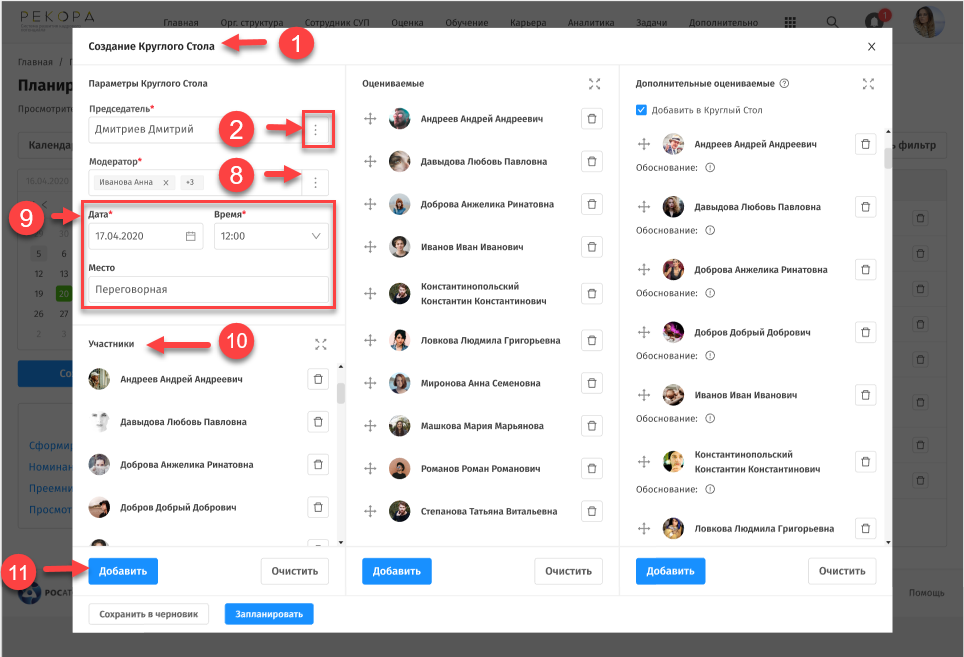 РЕКОРА
Главная Орг. структура Сотрудник СУП Оценка Обучение Карьера Аналитика Задачи Дополнительно
1
Создание Круглого Стола
1
Главная /
Планир
Просмотрит
Календа
ь фильтр
16.04.2020
30
5 6
12 13
19 20
26 27
2 3
Со
Сформир
Номинан
Преемни
Просмот
РОСАТ
Помощь
Параметры Круглого Стола
Председатель*
Дмитриев Дмитрий
2
Модератор*
Иванова Анна x +3
8
9
Дата* Время*
17.04.2020 12:00
Место
Переговорная
Участники
10
Андреев Андрей Андреевич
Давыдова Любовь Павловна
Доброва Анжелика Ринатовна
Добров Добрый Добрович
11
Добавить Очистить
Сохранить в черновик Запланировать
Оцениваемые
Андреев Андрей Андреевич
Давыдова Любовь Павловна
Доброва Анжелика Ринатовна
Иванов Иван Иванович
Константинопольский
Константин Константинович
Ловкова Людмила Григорьевна
Миронова Анна Семеновна
Машкова Мария Марьянова
Романов Роман Романович
Степанова Татьяна Витальевна
Добавить Очистить
Дополнительные оцениваемые
Добавить в Круглый Стол
Андреев Андрей Андреевич
Обоснование:
Давыдова Любовь Павловна
Обоснование:
Доброва Анжелика Ринатовна
Обоснование:
Добров Добрый Добрович
Обоснование:
Иванов Иван Иванович
Обоснование:
Константинопольский
Константин Константинович
Обоснование:
Ловкова Людмила Григорьевна
Добавить Очистить